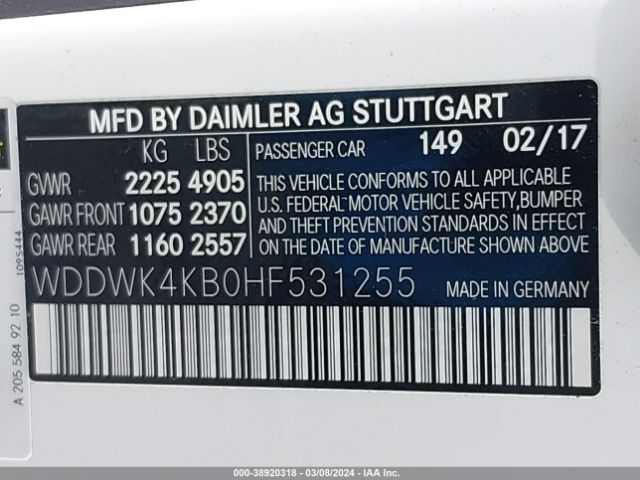 MFD BY DAIMLER AG STUTTGART
KG LBS
GVWR 2225 4905
GAWR FRONT 1075 2370
GAWR REAR 1160 2557
PASSENGER CAR 149 02/17
THIS VEHICLE CONFORMS TO ALL APPLICABLE
U.S. FEDERAL MOTOR VEHICLE SAFETY,BUMPER
AND THEFT PREVENTION STANDARDS IN EFFECT
ON THE DATE OF MANUFACTURE SHOWN ABOVE
WDDWK4KB0HF531255 MADE IN GERMANY
A 205 584 92 10
1095444
000-38920318 - 03/08/2024 - IAA Inc.